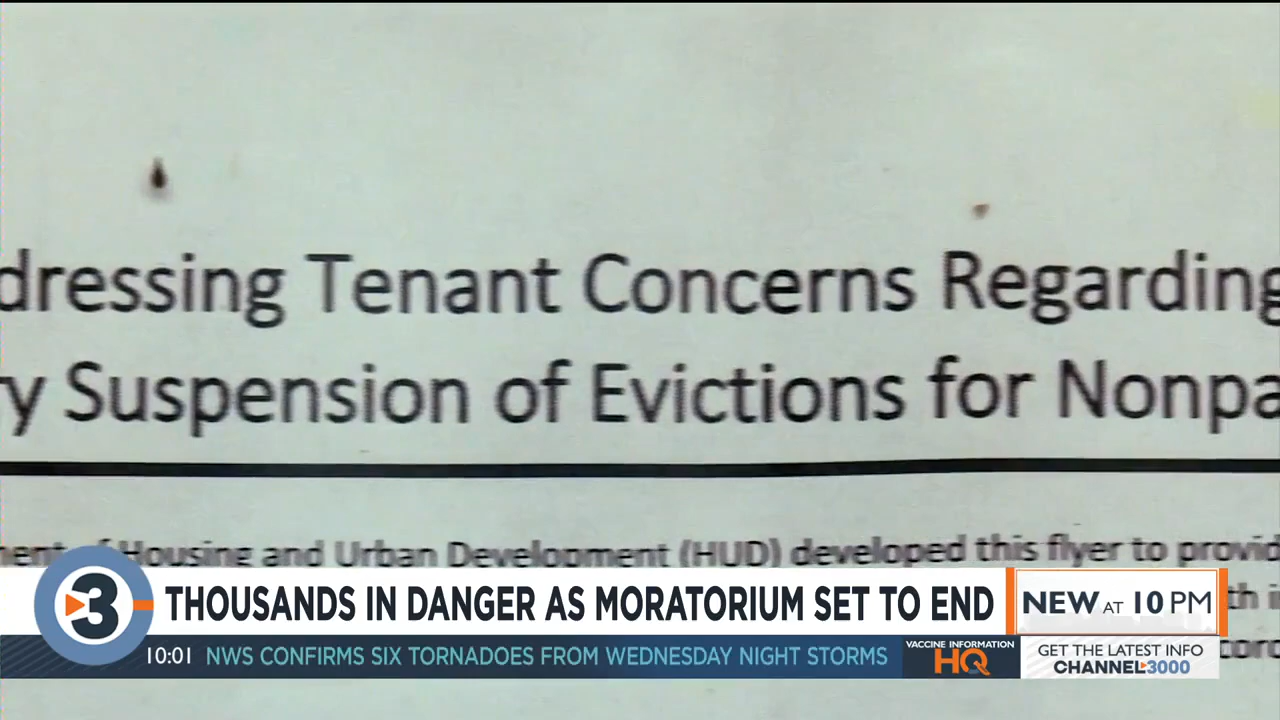 dressing Tenant Concerns Regarding
y Suspension of Evictions for Nonpa
ment of Housing and Urban Development (HUD) developed this flyer to provid
3
THOUSANDS IN DANGER AS MORATORIUM SET TO END
NEW AT 10 PM
th i
10:01 NWS CONFIRMS SIX TORNADOES FROM WEDNESDAY NIGHT STORMS
VACCINE INFORMATION
HQ
GET THE LATEST INFO
CHANNEL3000